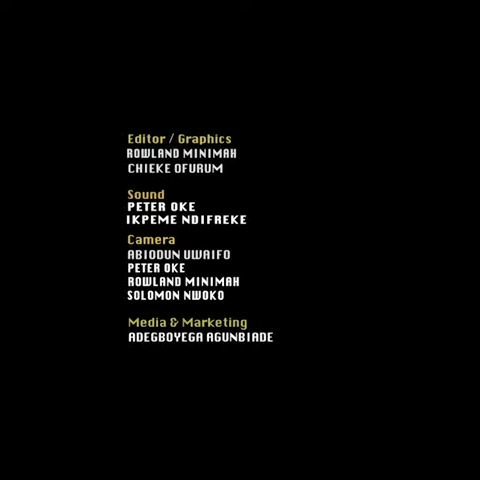 Editor / Graphics
ROWLAND MINIMAH
CHIEKE OFURUM
Sound
PETER OKE
IKPEME NDIFREKE
Camera
ABIODUN UWAIFO
PETER OKE
ROWLAND MINIMAH
SOLOMON NWOKO
Media & Marketing
ADEGBOYEGA AGUNBIADE